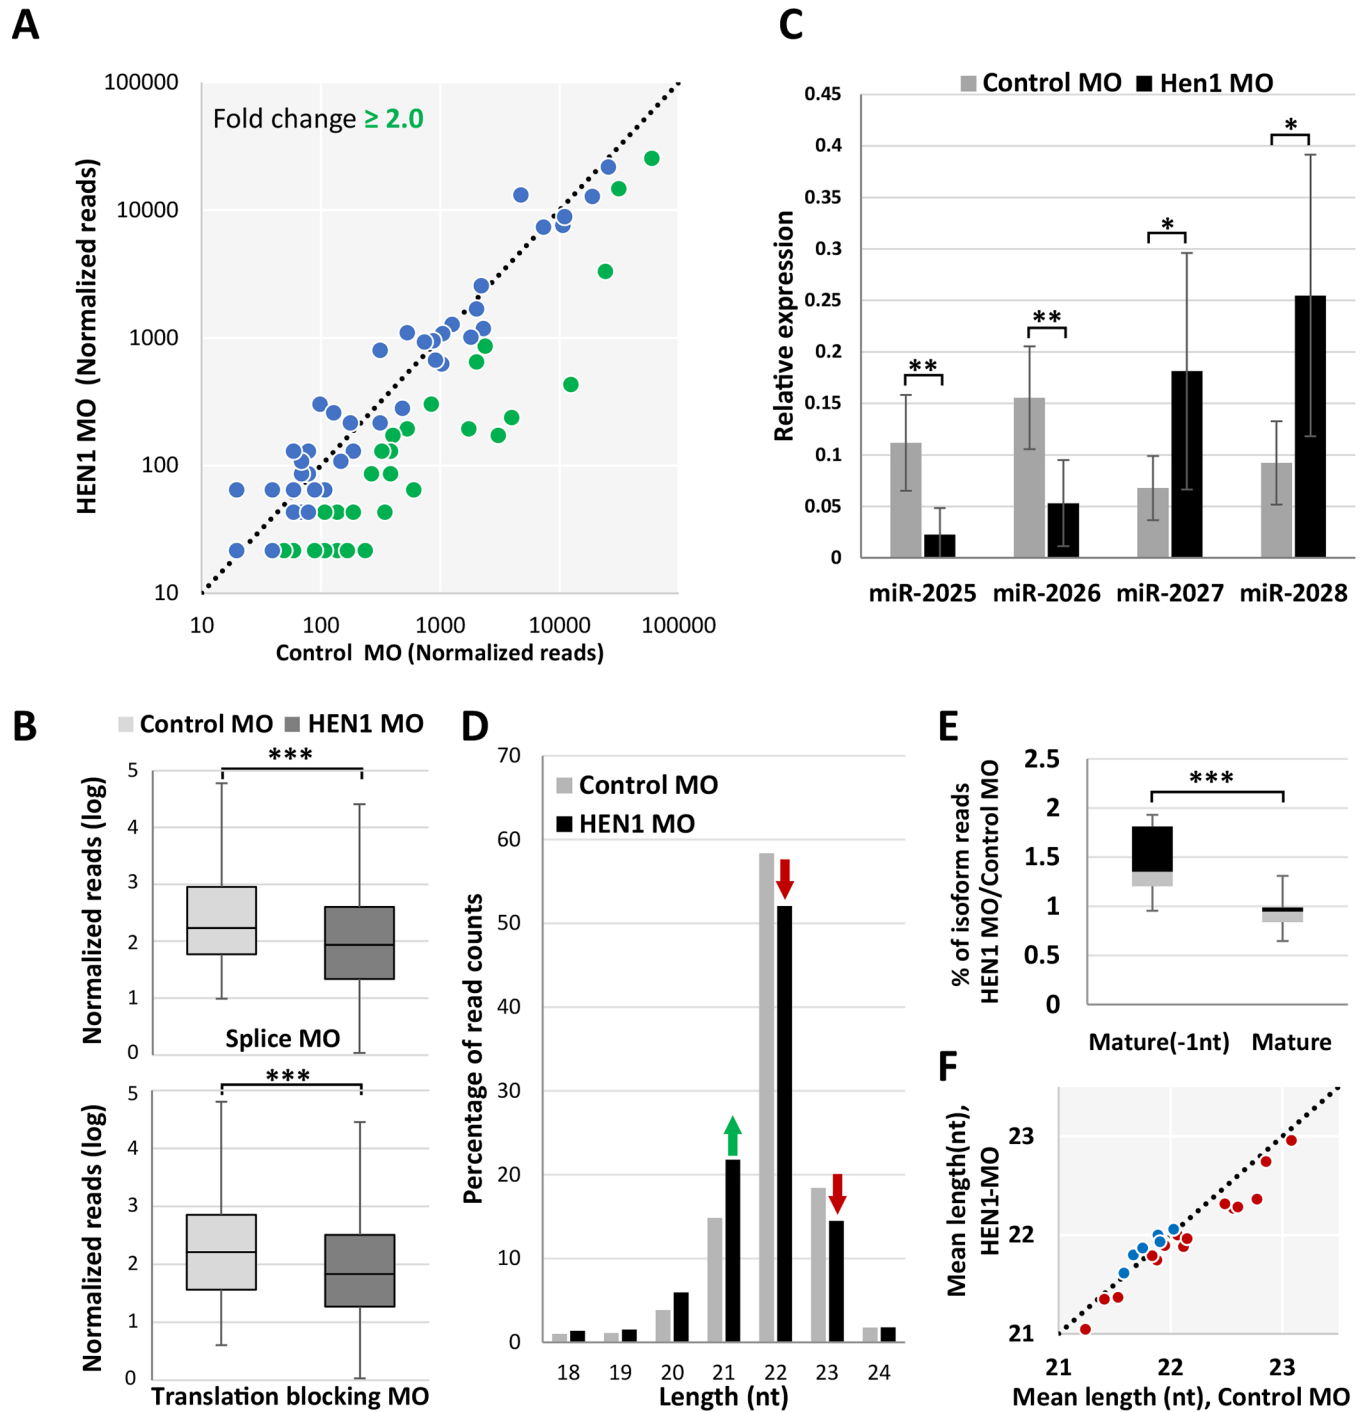 A
100000
10000
1000
100
10
HEN1 MO (Normalized reads)
Fold change ≥ 2.0
10
100
1000
10000
100000
Control MO (Normalized reads)
C
Control MO
Hen1 MO
0.45
0.4
0.35
0.3
0.25
0.2
0.15
0.1
0.05
0
Relative expression
**
**
*
*
miR-2025
miR-2026
miR-2027
miR-2028
B
Control MO
HEN1 MO
***
5
4
3
2
1
0
Normalized reads (log)
Splice MO
***
5
4
3
2
1
0
Normalized reads (log)
Translation blocking MO
D
70
60
50
40
30
20
10
0
Percentage of read counts
Control MO
HEN1 MO
18
19
20
21
22
23
24
Length (nt)
E
% of isoform reads
HEN1 MO/Control MO
2.5
2
1.5
1
0.5
0
***
Mature(-1nt)
Mature
F
Mean length(nt),
HEN1-MO
23
22
21
21
22
23
Mean length (nt), Control MO